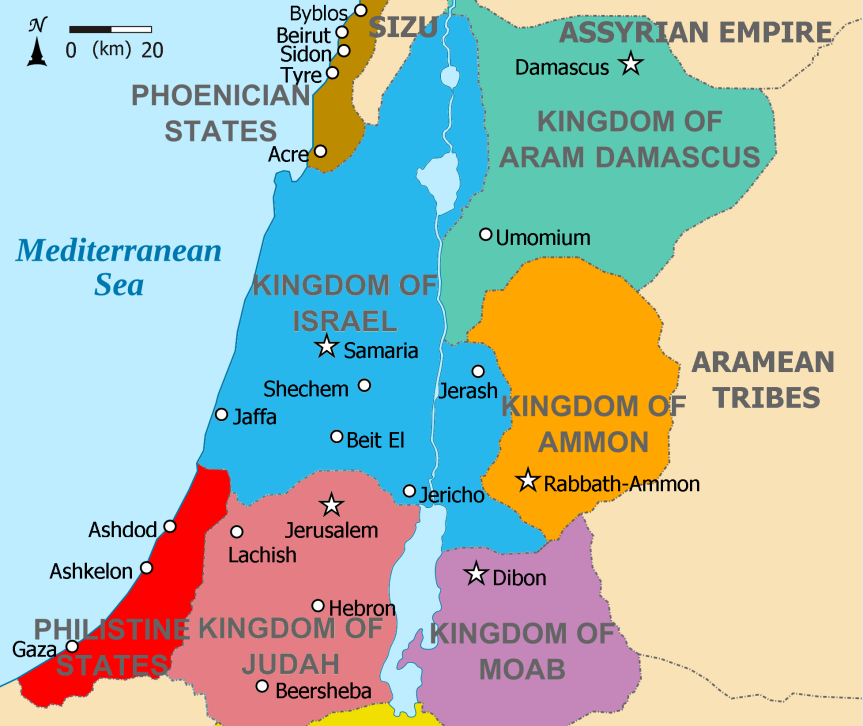 N
0 (km) 20
Byblos
Beirut
Sidon
Tyre
SIZU
ASSYRIAN EMPIRE
Damascus
PHOENICIAN
STATES
Acre
KINGDOM OF
ARAM DAMASCUS
Mediterranean
Sea
Umomium
KINGDOM OF
ISRAEL
Samaria
Shechem
Jerash
Jaffa
Beit El
ARAMEAN
TRIBES
KINGDOM OF
AMMON
Rabbath-Ammon
Jericho
Jerusalem
Ashdod
Lachish
Ashkelon
Dibon
Hebron
PHILISTINE
STATES
Gaza
KINGDOM OF
JUDAH
Beersheba
KINGDOM OF
MOAB